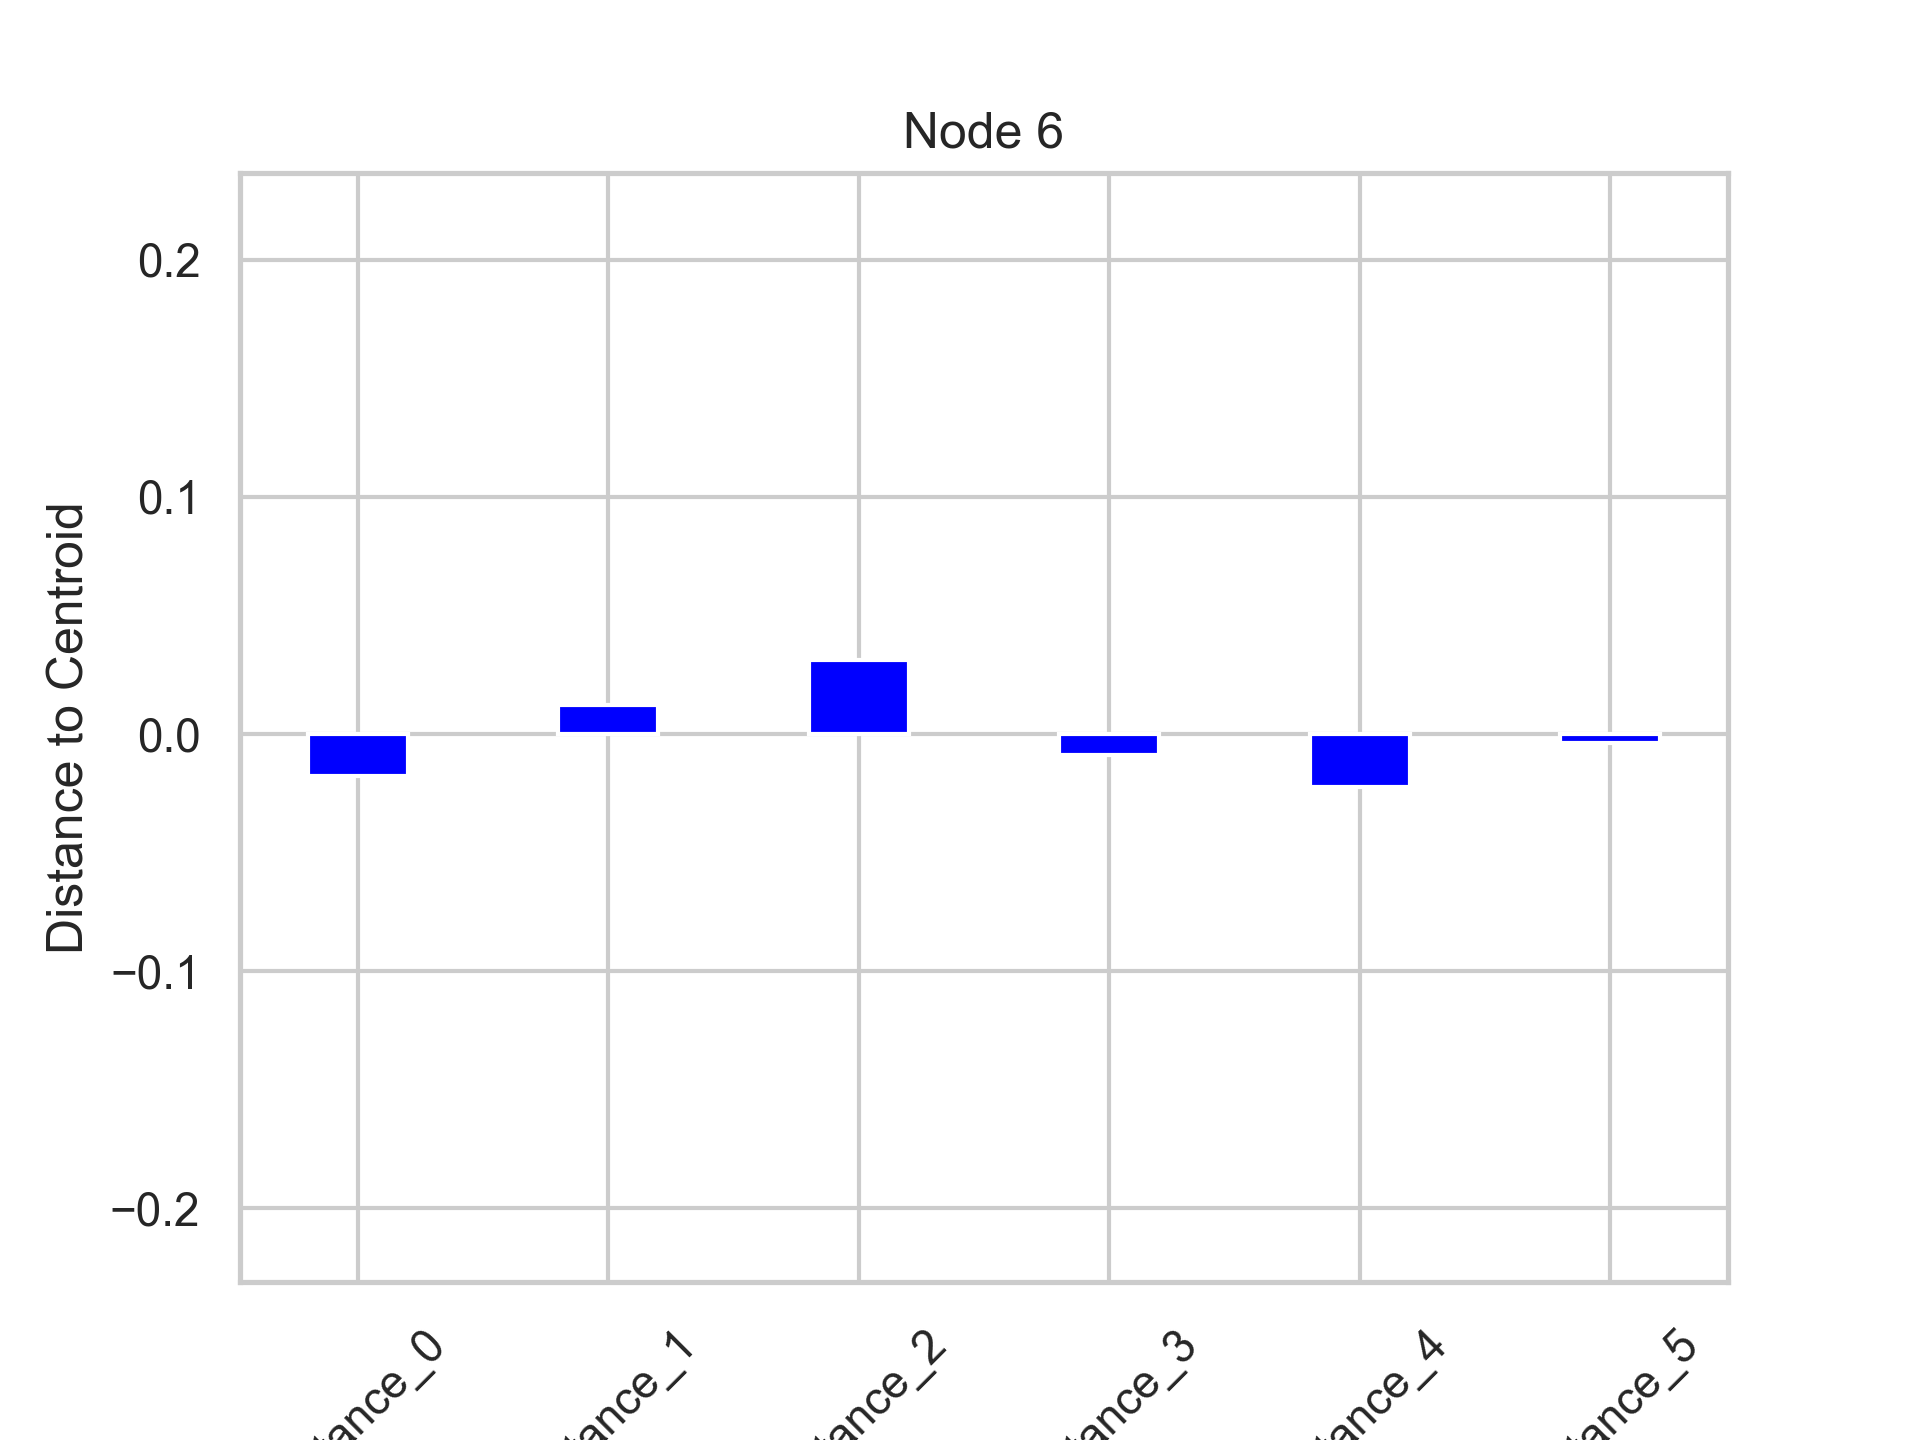 Node 6
Distance to Centroid
0.2
0.1
0.0
−0.1
−0.2
tance_0
tance_1
tance_2
tance_3
tance_4
tance_5